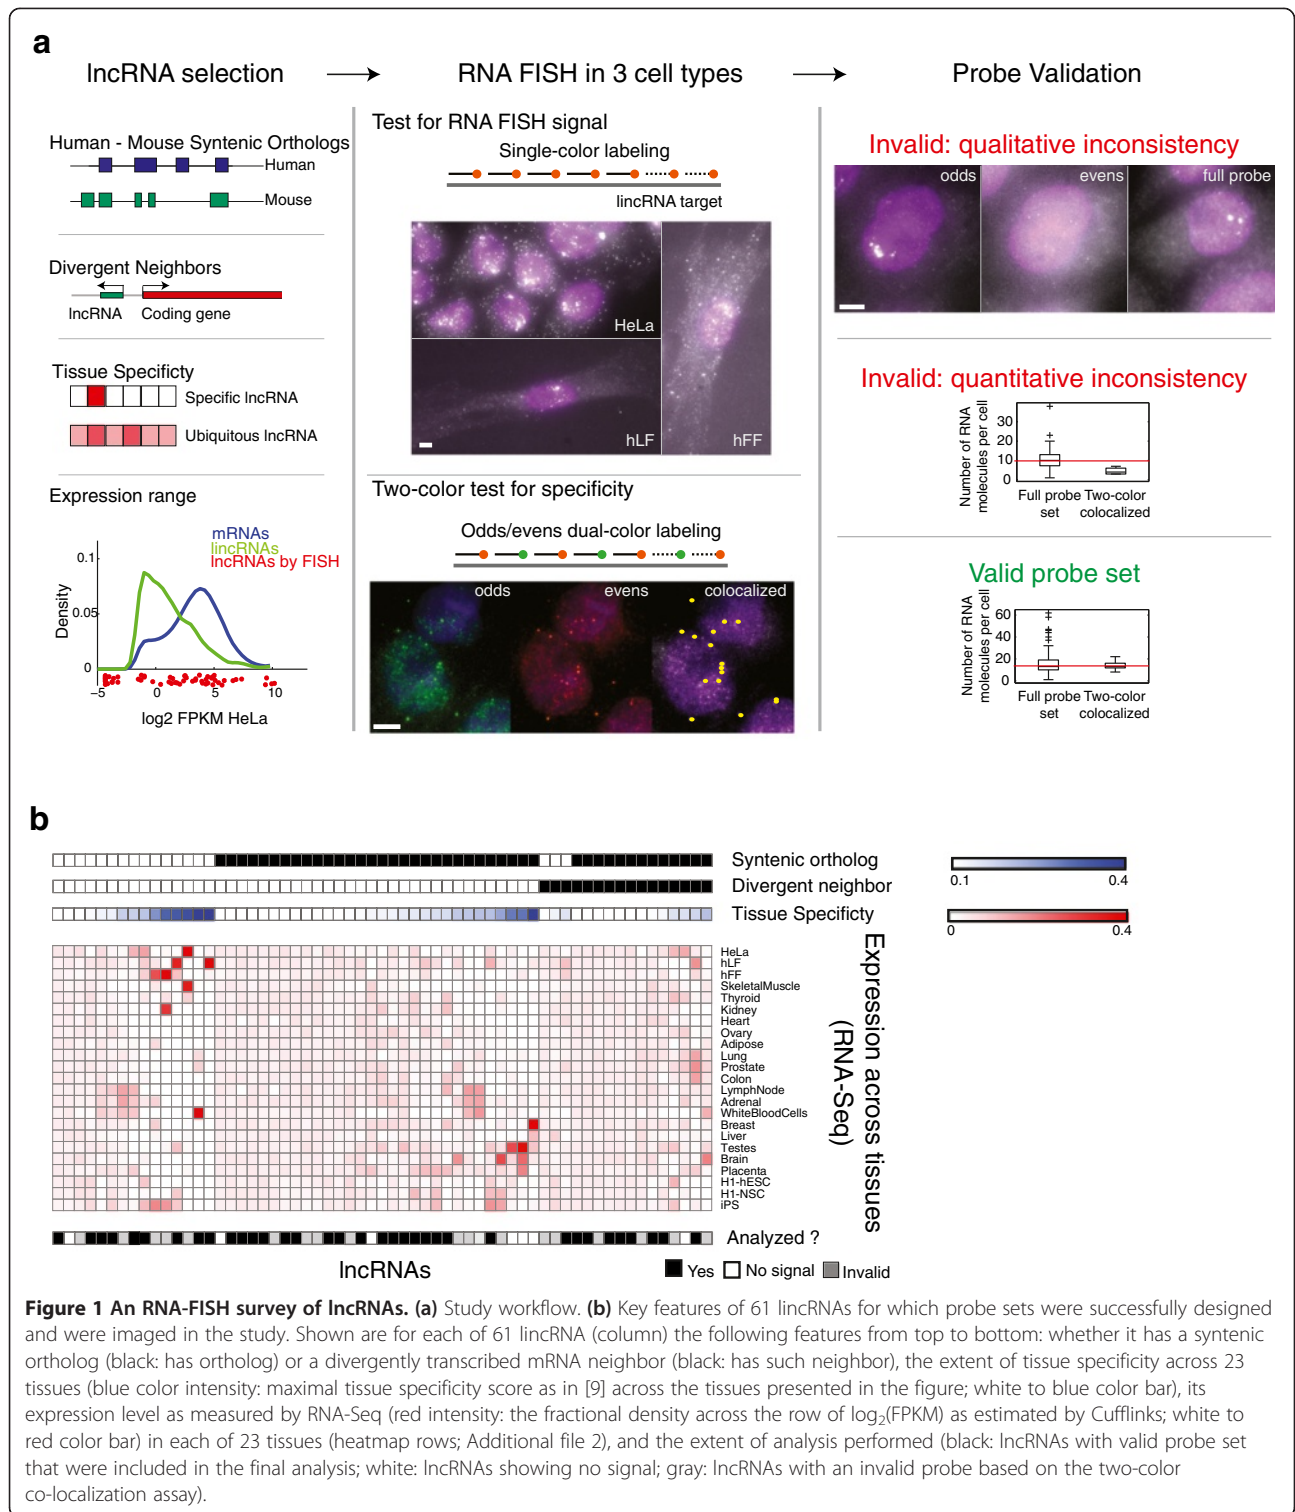 a
lncRNA selection
RNA FISH in 3 cell types
Probe Validation
Human - Mouse Syntenic Orthologs
Human
Mouse
Divergent Neighbors
lncRNA
Coding gene
Tissue Specificty
Specific lncRNA
Ubiquitous lncRNA
Expression range
mRNAs
lincRNAs
lncRNAs by FISH
Density
0.1
0.05
0
-5
0
5
10
log2 FPKM HeLa
Test for RNA FISH signal
Single-color labeling
lincRNA target
HeLa
hLF
hFF
Two-color test for specificity
Odds/evens dual-color labeling
odds
evens
colocalized
Invalid: qualitative inconsistency
odds
evens
full probe
Invalid: quantitative inconsistency
Number of RNA
molecules per cell
30
20
10
0
Full probe
set
Two-color
colocalized
Valid probe set
Number of RNA
molecules per cell
60
40
20
0
Full probe
set
Two-color
colocalized
b
Syntenic ortholog
Divergent neighbor
Tissue Specificty
0.1
0.4
0
0.4
HeLa
hLF
hFF
SkeletalMuscle
Thyroid
Kidney
Heart
Ovary
Adipose
Lung
Prostate
Colon
LymphNode
Adrenal
WhiteBloodCells
Breast
Liver
Testes
Brain
Placenta
H1-hESC
H1-NSC
iPS
Expression across tissues
(RNA-Seq)
Analyzed ?
lncRNAs
Yes
No signal
Invalid
Figure 1 An RNA-FISH survey of lncRNAs. (a) Study workflow. (b) Key features of 61 lincRNAs for which probe sets were successfully designed
and were imaged in the study. Shown are for each of 61 lincRNA (column) the following features from top to bottom: whether it has a syntenic
ortholog (black: has ortholog) or a divergently transcribed mRNA neighbor (black: has such neighbor), the extent of tissue specificity across 23
tissues (blue color intensity: maximal tissue specificity score as in [9] across the tissues presented in the figure; white to blue color bar), its
expression level as measured by RNA-Seq (red intensity: the fractional density across the row of log2(FPKM) as estimated by Cufflinks; white to
red color bar) in each of 23 tissues (heatmap rows; Additional file 2), and the extent of analysis performed (black: lncRNAs with valid probe set
that were included in the final analysis; white: lncRNAs showing no signal; gray: lncRNAs with an invalid probe based on the two-color
co-localization assay).